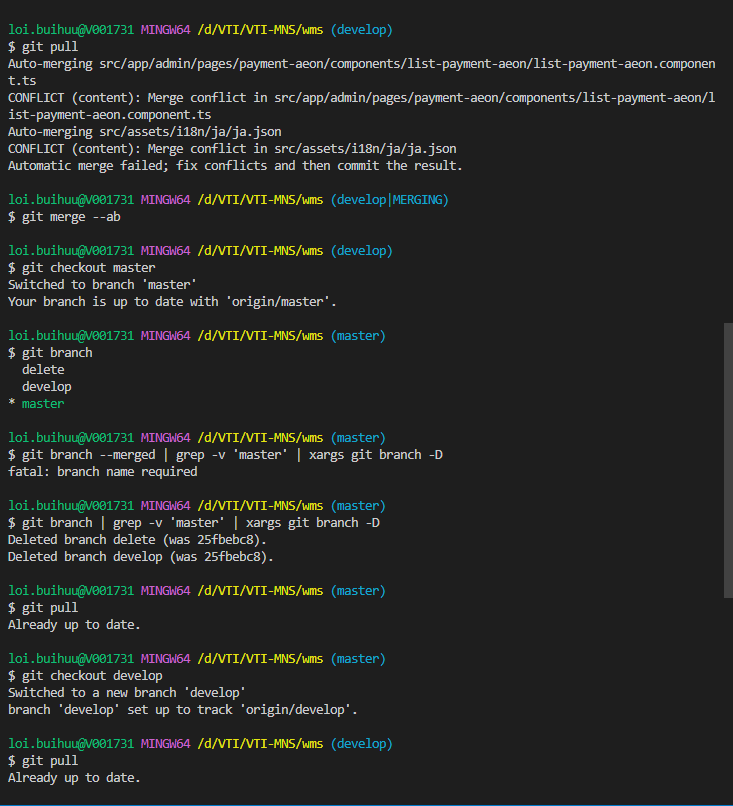 loi.buihuu@V001731 MINGW64 /d/VTI/VTI-MNS/wms (develop)
$ git pull
Auto-merging src/app/admin/pages/payment-aeon/components/list-payment-aeon/list-payment-aeon.componen
t.ts
CONFLICT (content): Merge conflict in src/app/admin/pages/payment-aeon/components/list-payment-aeon/l
ist-payment-aeon.component.ts
Auto-merging src/assets/i18n/ja/ja.json
CONFLICT (content): Merge conflict in src/assets/i18n/ja/ja.json
Automatic merge failed; fix conflicts and then commit the result.
loi.buihuu@V001731 MINGW64 /d/VTI/VTI-MNS/wms (develop|MERGING)
$ git merge --ab
loi.buihuu@V001731 MINGW64 /d/VTI/VTI-MNS/wms (develop)
$ git checkout master
Switched to branch 'master'
Your branch is up to date with 'origin/master'.
loi.buihuu@V001731 MINGW64 /d/VTI/VTI-MNS/wms (master)
$ git branch
  delete
  develop
* master
loi.buihuu@V001731 MINGW64 /d/VTI/VTI-MNS/wms (master)
$ git branch --merged | grep -v 'master' | xargs git branch -D
fatal: branch name required
loi.buihuu@V001731 MINGW64 /d/VTI/VTI-MNS/wms (master)
$ git branch | grep -v 'master' | xargs git branch -D
Deleted branch delete (was 25fbebc8).
Deleted branch develop (was 25fbebc8).
loi.buihuu@V001731 MINGW64 /d/VTI/VTI-MNS/wms (master)
$ git pull
Already up to date.
loi.buihuu@V001731 MINGW64 /d/VTI/VTI-MNS/wms (master)
$ git checkout develop
Switched to a new branch 'develop'
branch 'develop' set up to track 'origin/develop'.
loi.buihuu@V001731 MINGW64 /d/VTI/VTI-MNS/wms (develop)
$ git pull
Already up to date.